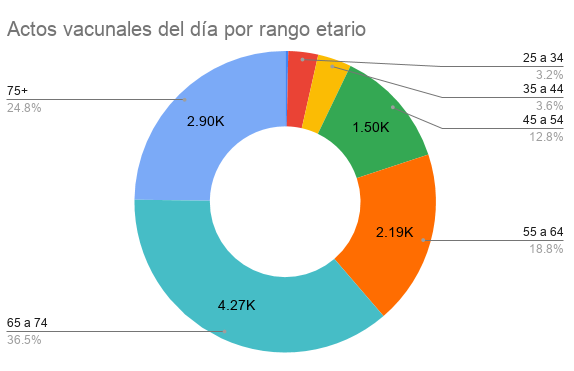 Actos vacunales del día por rango etario
25 a 34
3.2%
35 a 44
3.6%
45 a 54
12.8%
75+
24.8%
2.90K
1.50K
2.19K
55 a 64
18.8%
4.27K
65 a 74
36.5%